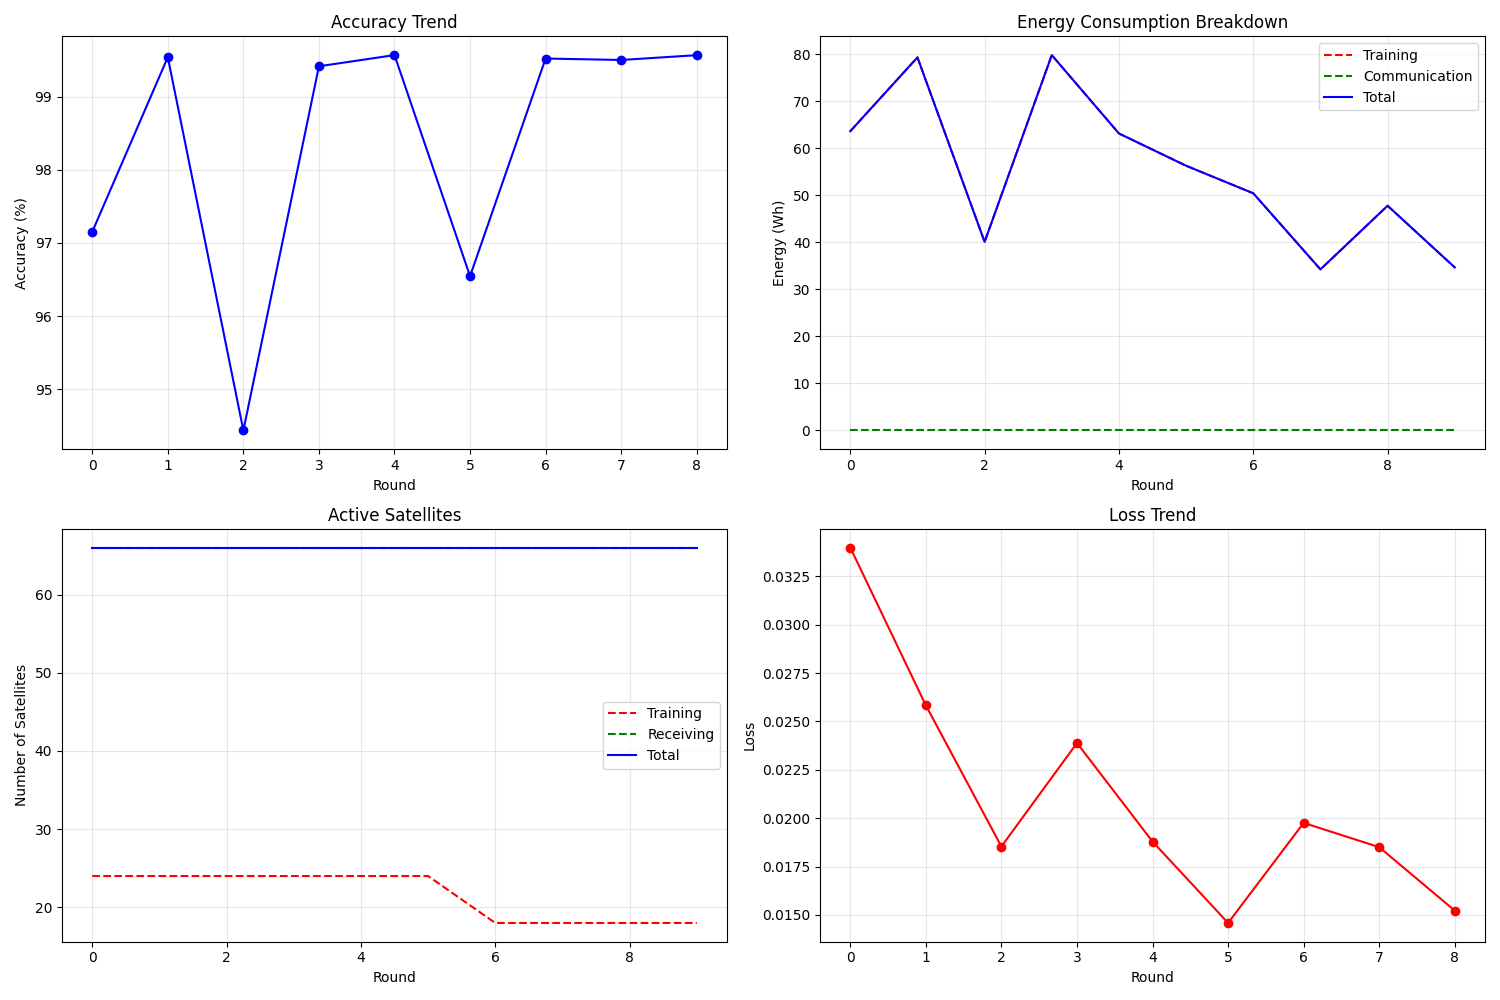 Accuracy Trend
Accuracy (%)
99
98
97
96
95
0 1 2 3 4 5 6 7 8
Round
Energy Consumption Breakdown
Energy (Wh)
80
70
60
50
40
30
20
10
0
Training
Communication
Total
0 2 4 6 8
Round
Active Satellites
Number of Satellites
60
50
40
30
20
Training
Receiving
Total
0 2 4 6 8
Round
Loss Trend
Loss
0.0325
0.0300
0.0275
0.0250
0.0225
0.0200
0.0175
0.0150
0 1 2 3 4 5 6 7 8
Round